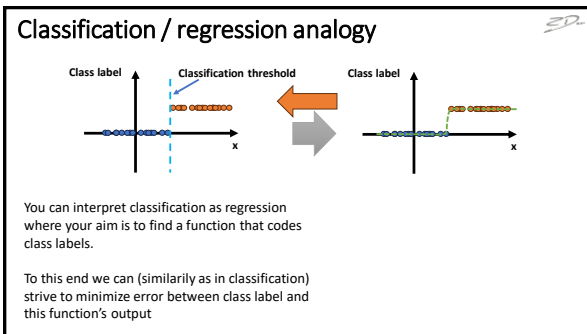 Classification / regression analogy
Class label
Classification threshold
x
Class label
x
You can interpret classification as regression
where your aim is to find a function that codes
class labels.
To this end we can (similarily as in classification)
strive to minimize error between class label and
this function's output